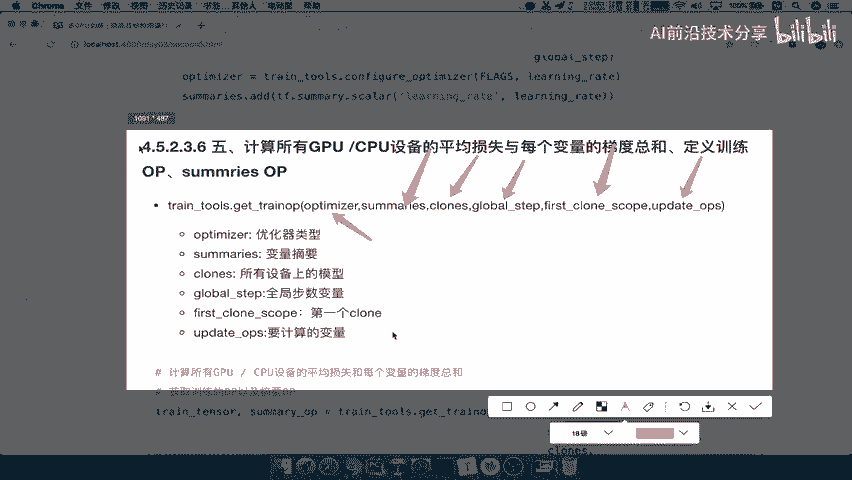 Chrome 文件
AI前沿技术分享 bilibili
global_step)
optimizer = train_tools.configure_optimizer(FLAGS, learning_rate)
summaries.add(tf.summary.scalar('learning_rate', learning_rate))
1091 * 487
4.5.2.3.6 五、计算所有GPU /CPU设备的平均损失与每个变量的梯度总和、定义训练
OP、summries OP
• train_tools.get_trainop(optimizer,summaries,clones,global_step,first_clone_scope,update_ops)
○ optimizer: 优化器类型
○ summaries: 变量摘要
○ clones: 所有设备上的模型
○ global_step:全局步数变量
○ first_clone_scope：第一个clone
○ update_ops:要计算的变量
# 计算所有GPU / CPU设备的平均损失和每个变量的梯度总和
train_tensor, summary_op = train_tools.get_train
18磅
clones,